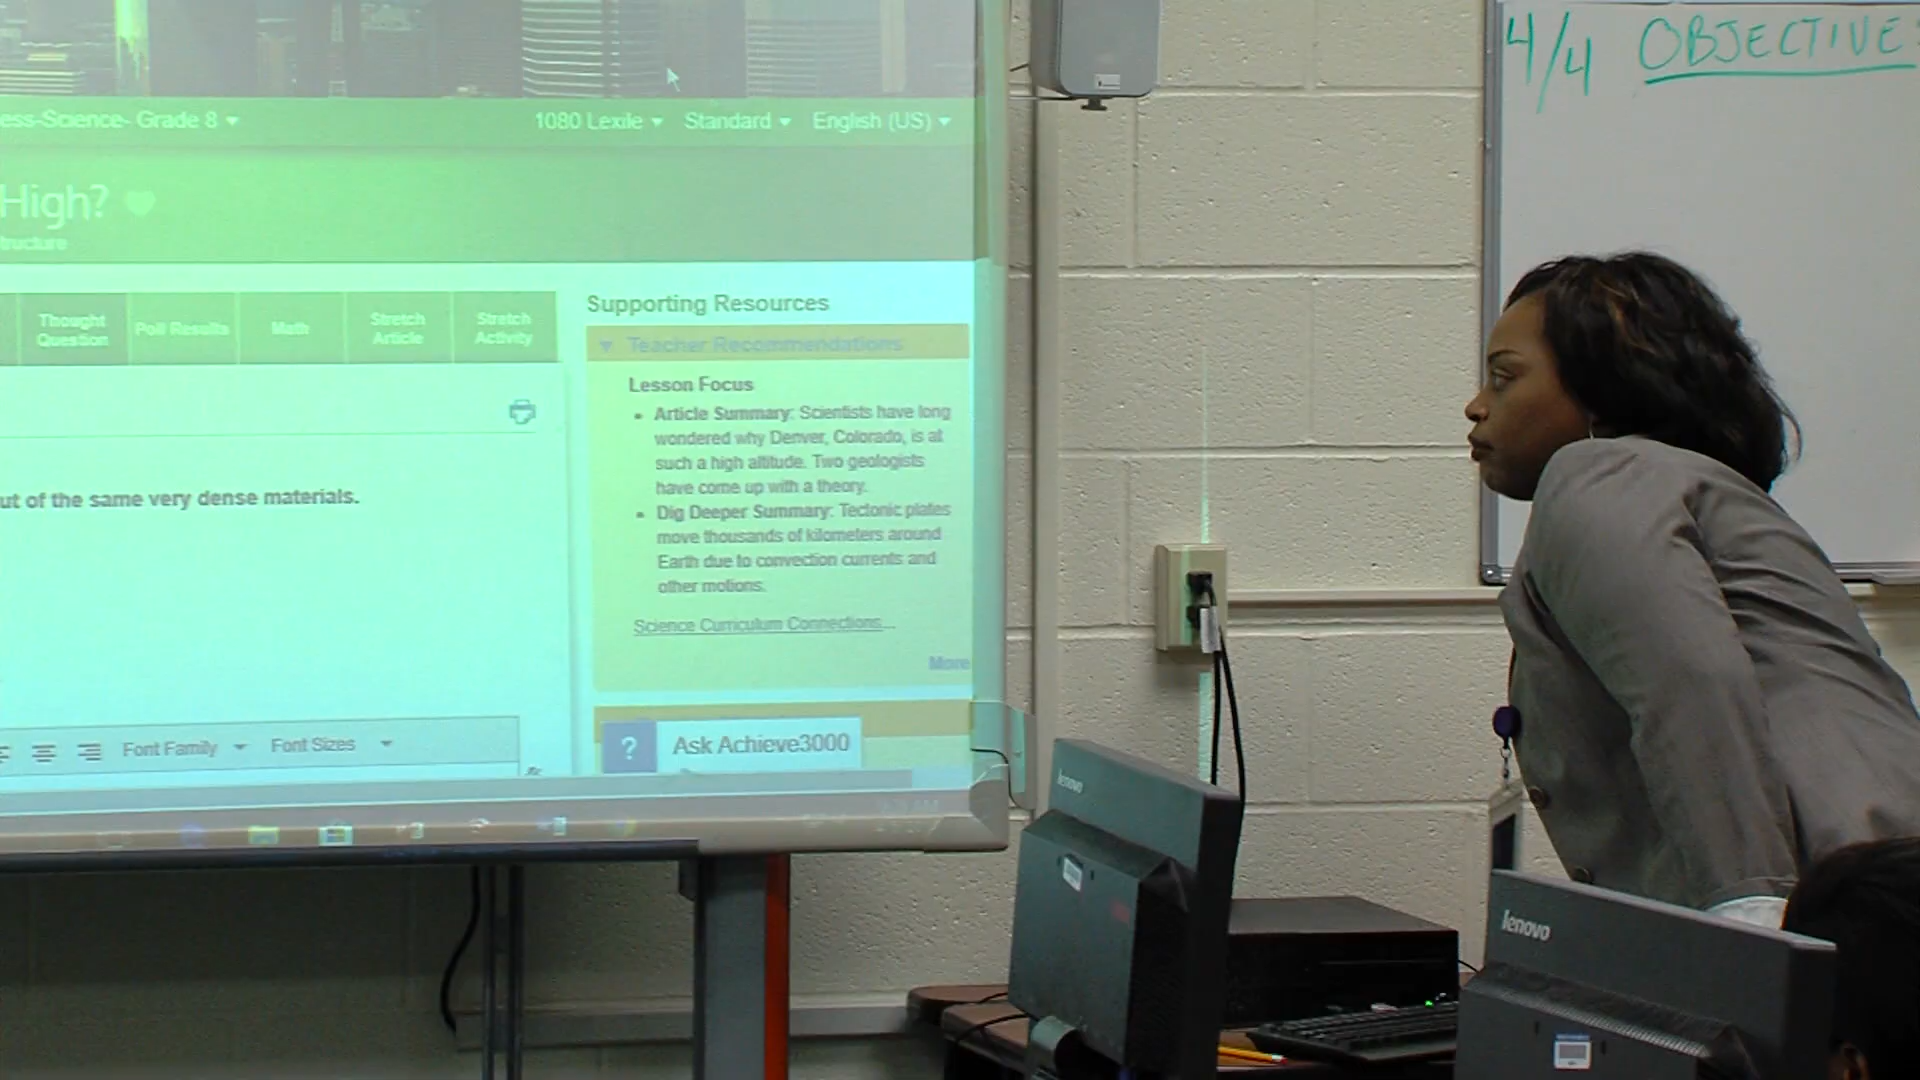 4/4 OBJECTIVE
ess-Science- Grade 8
1080 Lexile
Standard
English (US)
High?
tructure
Thought
Question
Poll Results
Math
Stretch
Article
Stretch
Activity
Supporting Resources
Teacher Recommendations
Lesson Focus
• Article Summary: Scientists have long
wondered why Denver, Colorado, is at
such a high altitude. Two geologists
have come up with a theory.
• Dig Deeper Summary: Tectonic plates
move thousands of kilometers around
Earth due to convection currents and
other motions.
Science Curriculum Connections...
More
ut of the same very dense materials.
Font Family
Font Sizes
? Ask Achieve3000
lenovo
lenovo